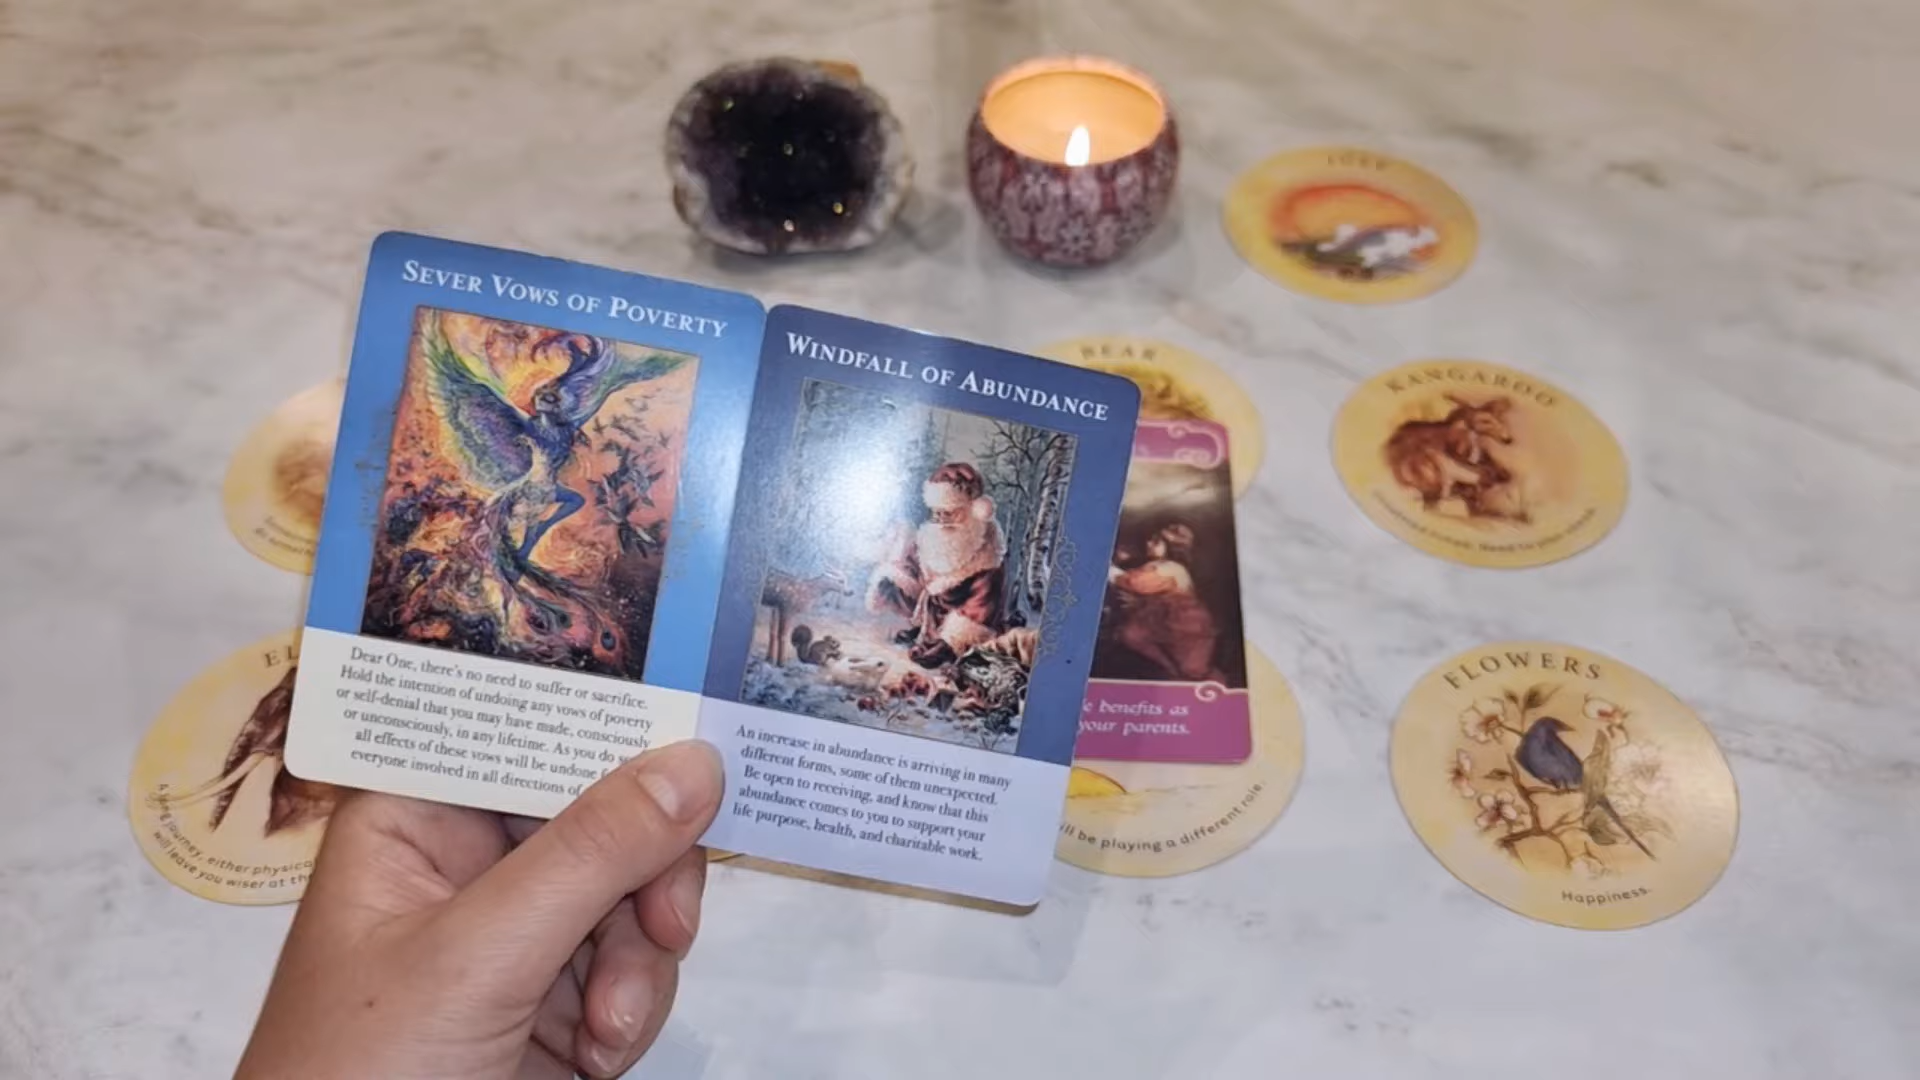 SEVER VOWS OF POVERTY
Dear One, there's no need to suffer or sacrifice.
Hold the intention of undoing any vows of poverty
or self-denial that you may have made, consciously
or unconsciously, in any lifetime. As you do
all effects of these vows will be undone
everyone involved in all directions of
WINDFALL OF ABUNDANCE
An increase in abundance is arriving in many
different forms, some of them unexpected.
Be open to receiving, and know that this
abundance comes to you to support your
life purpose, health, and charitable work.
BEAR
KANGAROO
benefits as
your parents.
be playing a different role.
FLOWERS
Happiness.
EL
A long journey, either physica
will leave you wiser at th